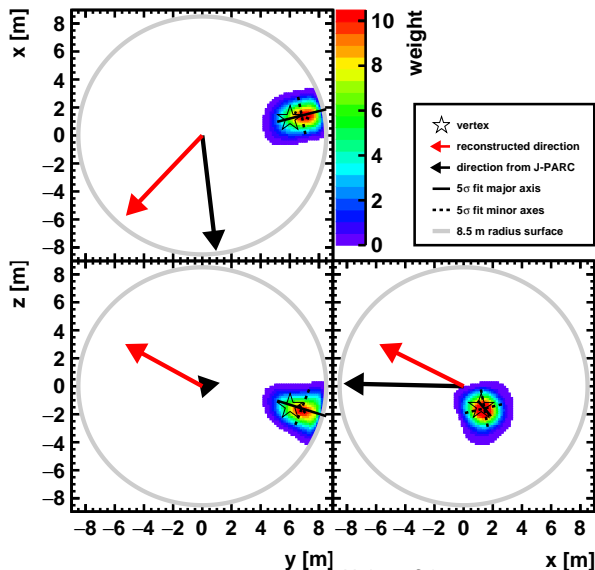 x [m]
8
6
4
2
0
−2
−4
−6
−8
10
8
6
4
2
0
weight
vertex
reconstructed direction
direction from J-PARC
5σ fit major axis
5σ fit minor axes
8.5 m radius surface
z [m]
8
6
4
2
0
−2
−4
−6
−8
−8 −6 −4 −2 0 2 4 6 8
y [m]
−8 −6 −4 −2 0 2 4 6 8
x [m]